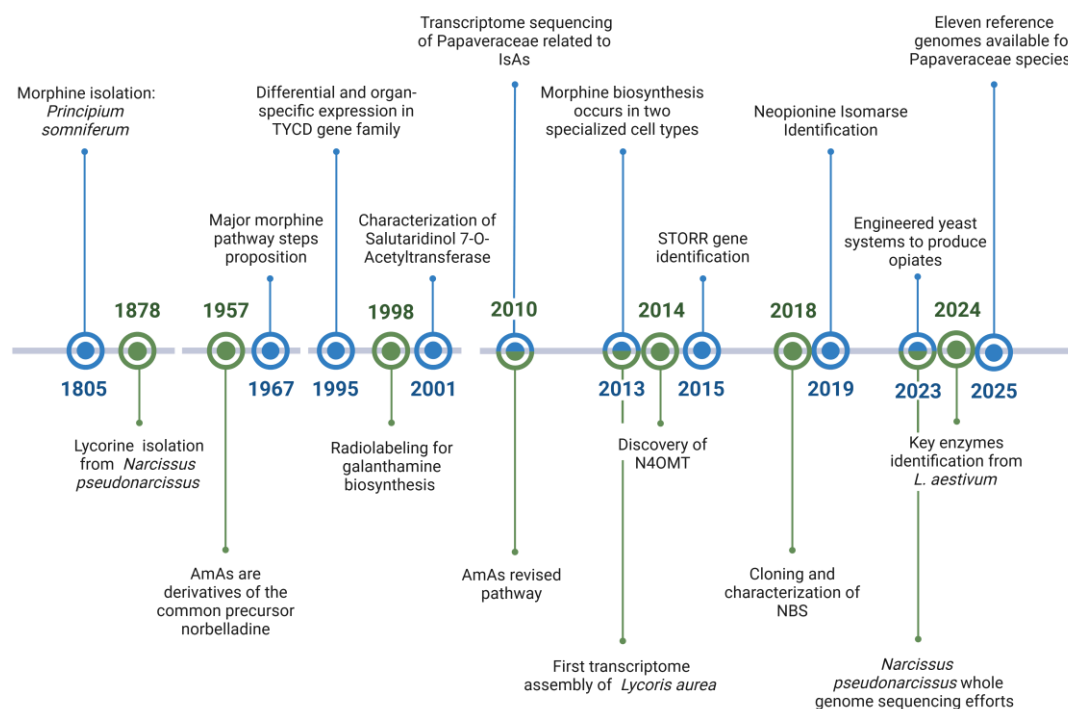 Transcriptome sequencing
of Papaveraceae related to
IsAs
Eleven reference
genomes available fo
Papaveraceae species
Morphine isolation:
Principium
somniferum
Differential and organ-
specific expression in
TYCD gene family
Morphine biosynthesis
occurs in two
specialized cell types
Neopionine Isomarse
Identification
Major morphine
pathway steps
proposition
Characterization of
Salutaridinol 7-O-
Acetyltransferase
STORR gene
identification
Engineered yeast
systems to produce
opiates
1878
1957
1998
2010
2014
2018
2024
1805
1967
1995
2001
2013
2015
2019
2023
2025
Lycorine isolation
from Narcissus
pseudonarcissus
Radiolabeling for
galanthamine
biosynthesis
Discovery of
N4OMT
Key enzymes
identification from
L. aestivum
AmAs are
derivatives of the
common precursor
norbelladine
AmAs revised
pathway
Cloning and
characterization of
NBS
First transcriptome
assembly of Lycoris aurea
Narcissus
pseudonarcissus whole
genome sequencing efforts